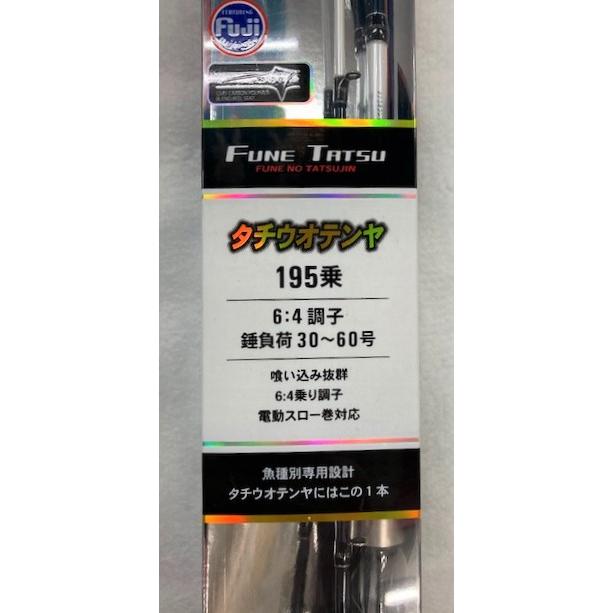 FEATURING
Fuji
FUNE TATSU
FUNE NO TATSUJIN
タチウオテンヤ
195乗
6:4 調子
錘負荷 30～60号
喰い込み抜群
6:4乗り調子
電動スロー巻対応
魚種別専用設計
タチウオテンヤにはこの1本